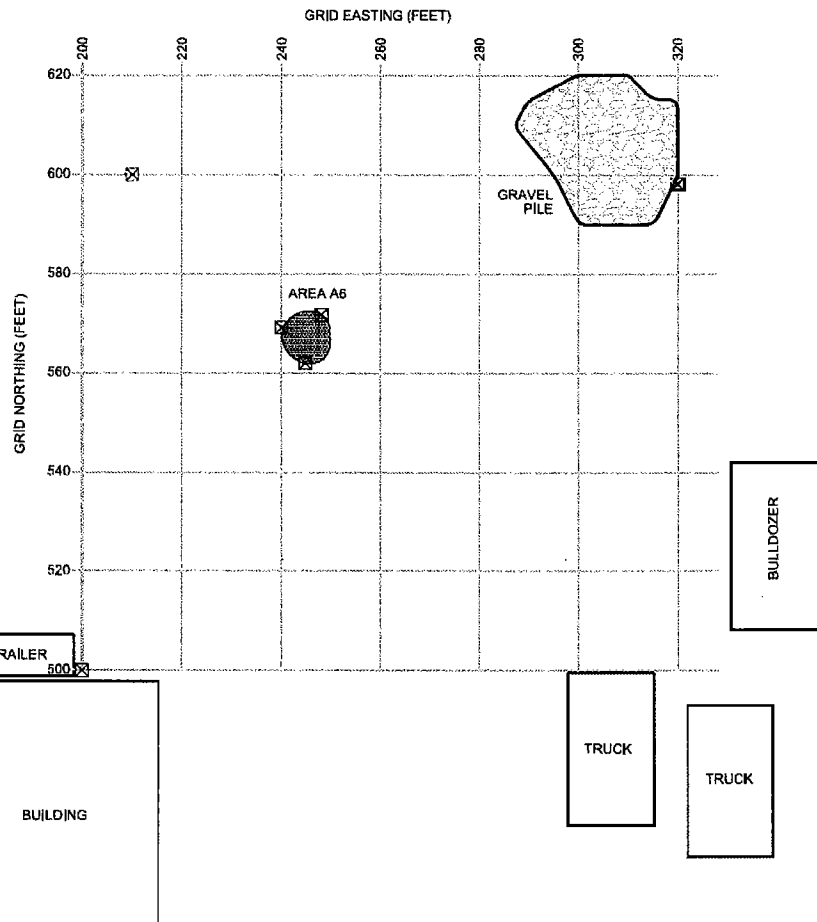 GRID EASTING (FEET)
200
220
240
260
280
300
320
620
600
580
560
540
520
500
GRID NORTHING (FEET)
GRAVEL
PILE
AREA A6
BULLDOZER
RAILER
TRUCK
TRUCK
BUILDING